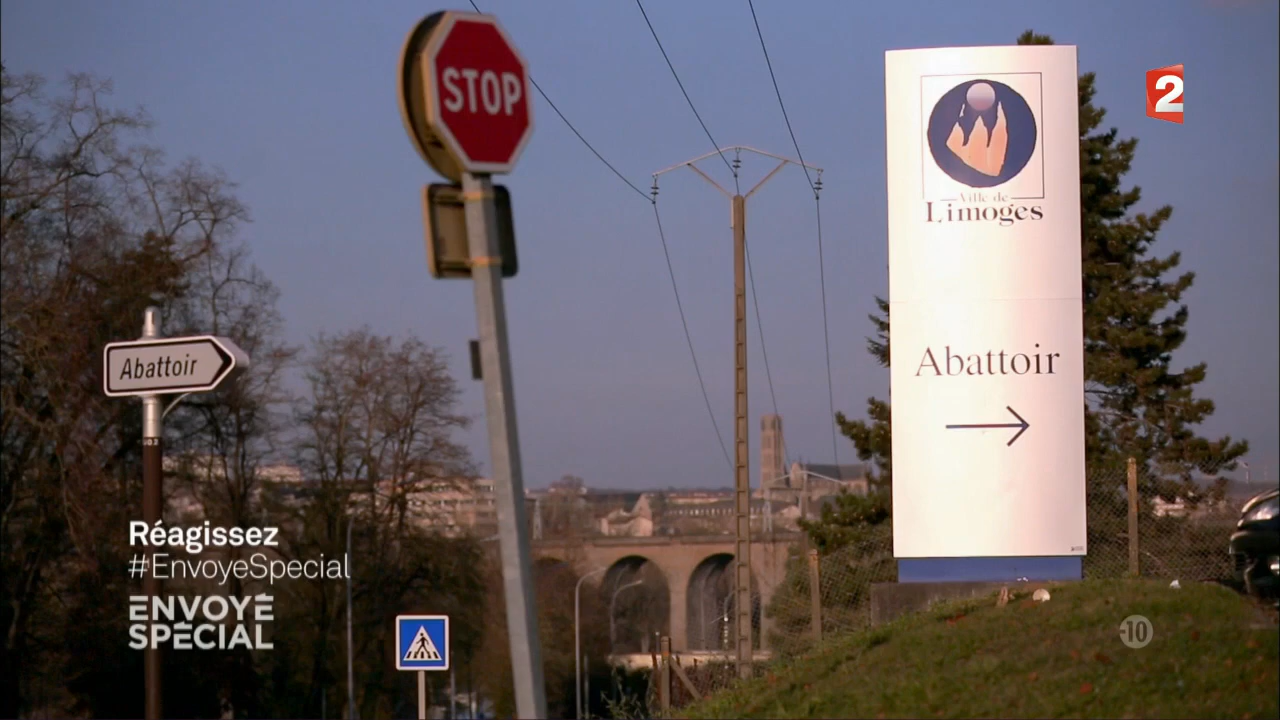 STOP
2
Ville de
Limoges
Abattoir
Abattoir
Réagissez
#EnvoyeSpecial
ENVOYÉ
SPÉCIAL
-10